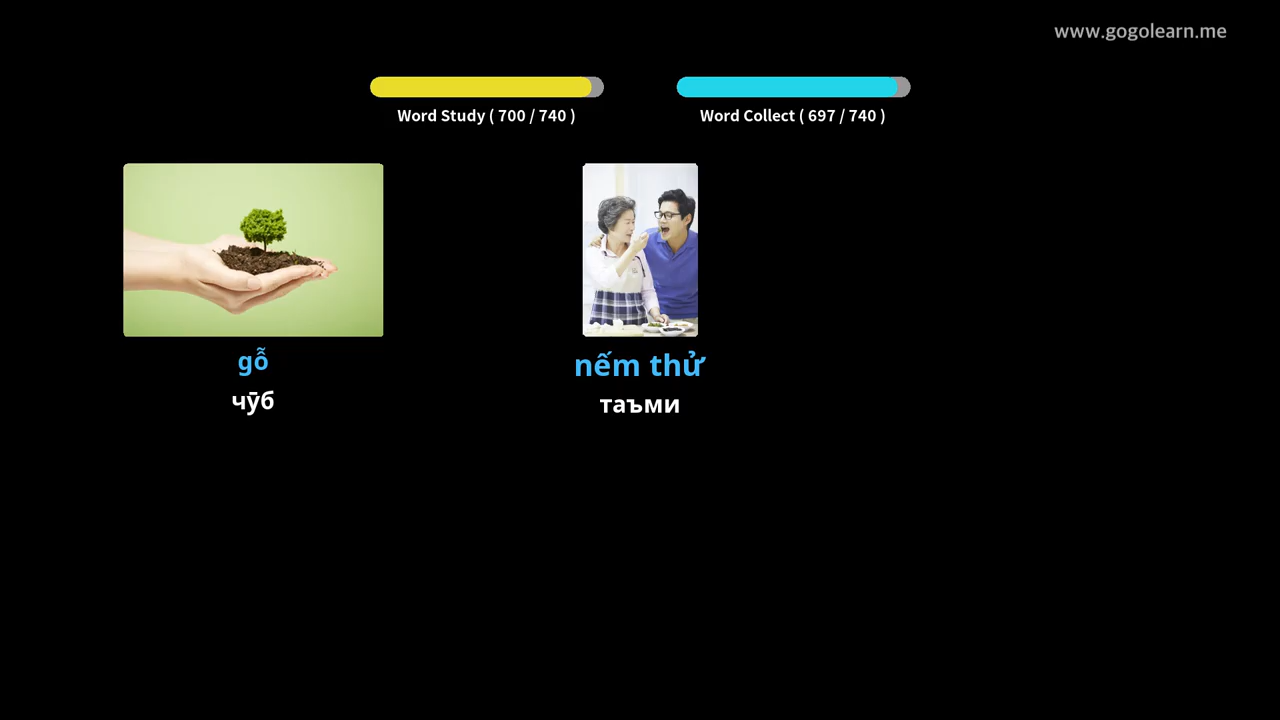 www.gogolearn.me
Word Study ( 700 / 740 )
Word Collect ( 697 / 740 )
gỗ
чӯб
nếm thử
таъми